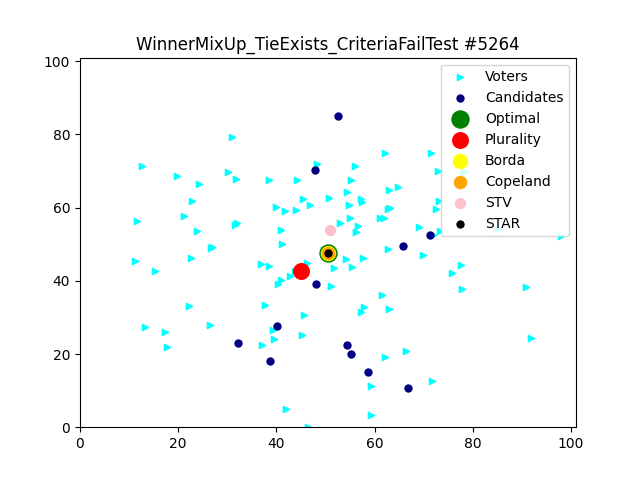 WinnerMixUp_TieExists_CriteriaFailTest #5264
100
80
60
40
20
0
0 20 40 60 80 100
Voters
Candidates
Optimal
Plurality
Borda
Copeland
STV
STAR